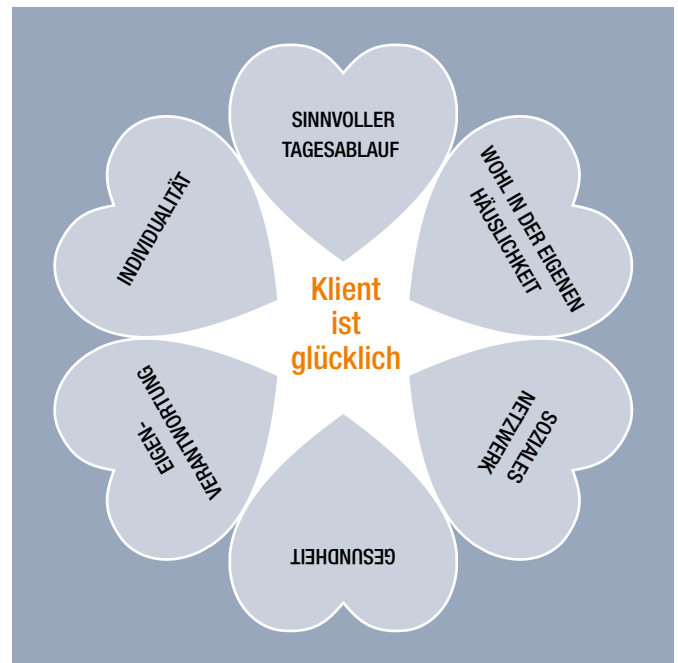 SINNVOLLER
TAGESABLAUF
WOHL IN DER EIGENEN
HÄUSLICHKEIT
SOZIALES
NETZWERK
GESUNDHEIT
EIGEN-
VERANTWORTUNG
INDIVIDUALITÄT
Klient
ist
glücklich